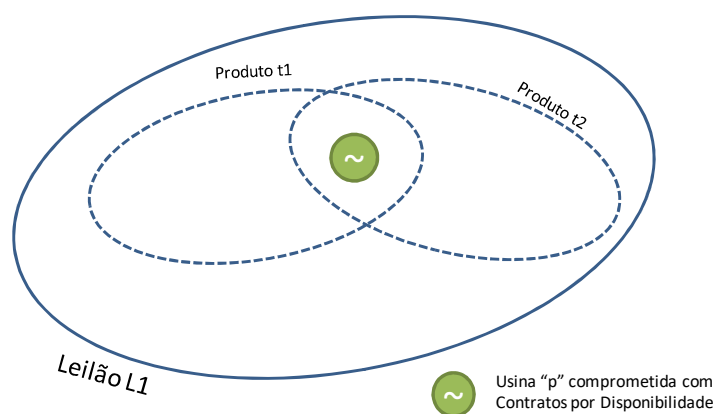 Produto t1
Produto t2
~
Leilão L1
~
Usina “p” comprometida com
Contratos por Disponibilidade